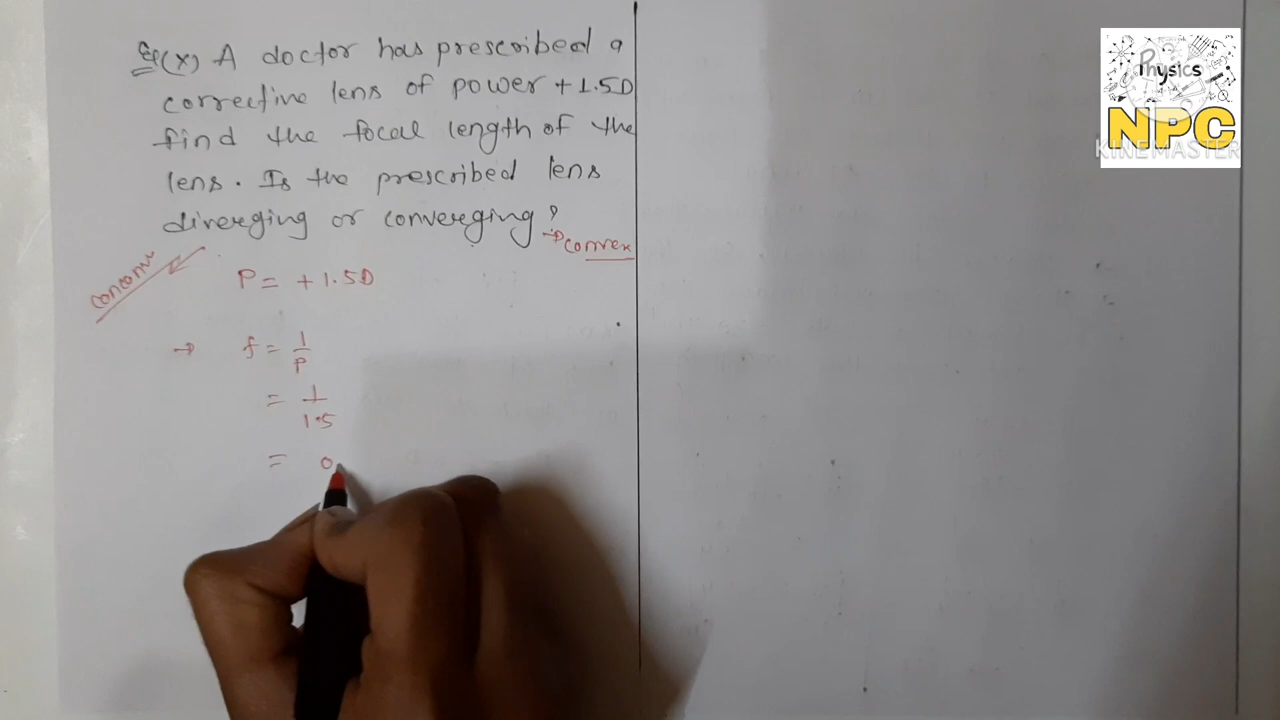 Ex(x) A doctor has prescribed a
corrective lens of power +1.5D
find the focal length of the
lens. Is the prescribed lens
diverging or converging?
→ convex
concave
P = +1.5D
→ f = 1/P
= 1/1.5
= 0.
Physics
NPC
KINEMASTER